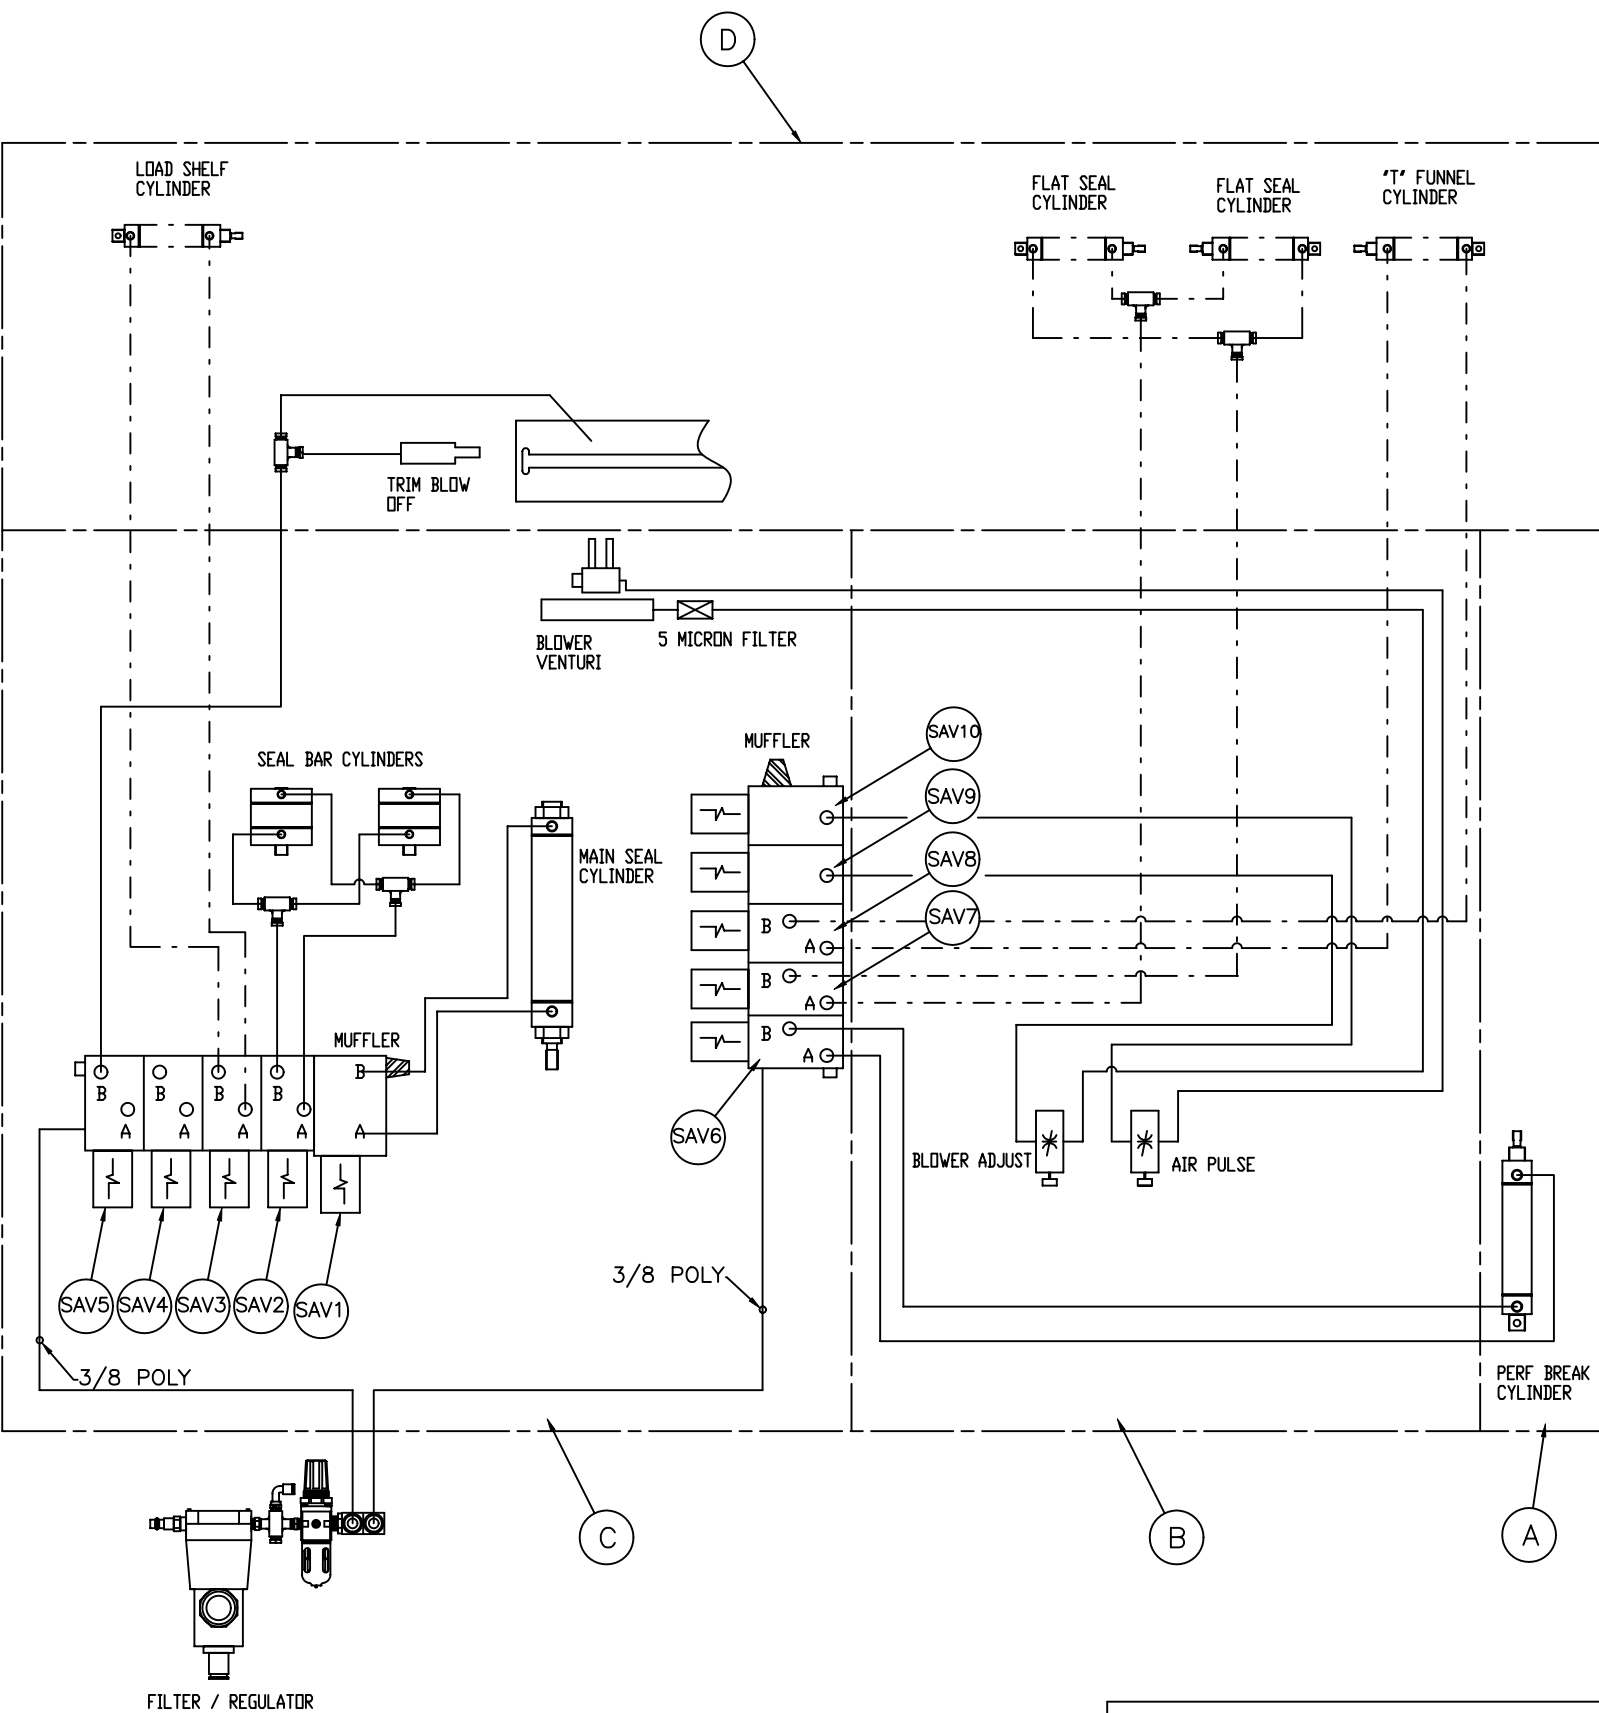 D
LOAD SHELF
CYLINDER
FLAT SEAL
CYLINDER
FLAT SEAL
CYLINDER
"T" FUNNEL
CYLINDER
TRIM BLOW
OFF
BLOWER
VENTURI
5 MICRON FILTER
SEAL BAR CYLINDERS
MAIN SEAL
CYLINDER
MUFFLER
SAV10
SAV9
SAV8
SAV7
B
A
B
A
B
A
SAV6
MUFFLER
B
B
B
B
B
A
A
A
A
A
SAV5
SAV4
SAV3
SAV2
SAV1
BLOWER ADJUST
AIR PULSE
3/8 POLY
3/8 POLY
PERF BREAK
CYLINDER
C
B
A
FILTER / REGULATOR